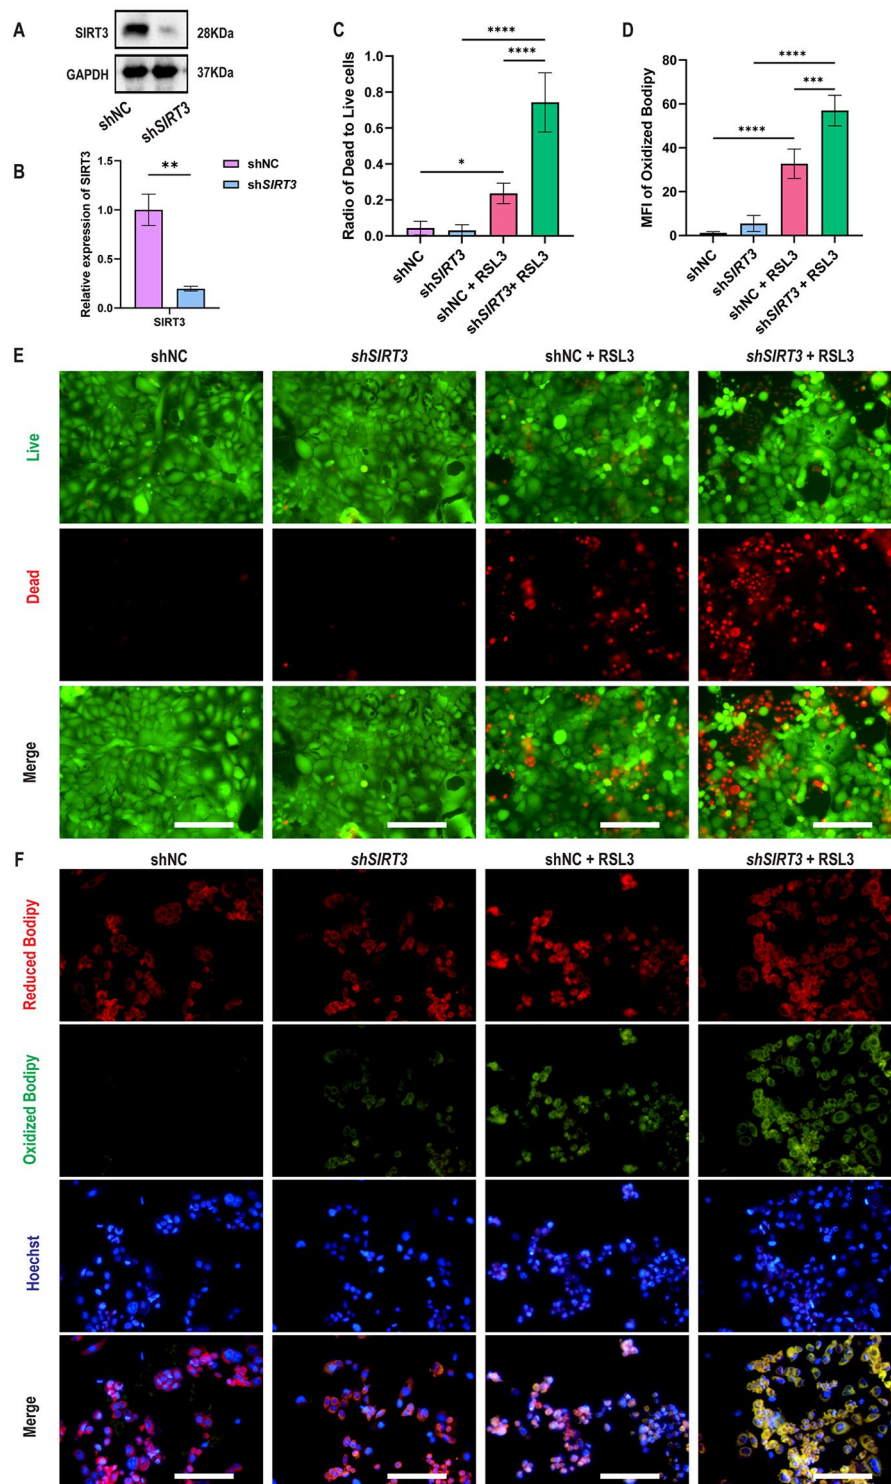 A
SIRT3
28KDa
GAPDH
37KDa
shNC
shSIRT3
B
Relative expression of SIRT3
1.5
1.0
0.5
0.0
**
SIRT3
shNC
shSIRT3
C
Radio of Dead to Live cells
1.0
0.8
0.6
0.4
0.2
0.0
****
****
*
shNC
shSIRT3
shNC + RSL3
shSIRT3+ RSL3
D
MFI of Oxidized Bodipy
80
60
40
20
0
****
***
****
shNC
shSIRT3
shNC + RSL3
shSIRT3 + RSL3
E
shNC
shSIRT3
shNC + RSL3
shSIRT3 + RSL3
Live
Dead
Merge
F
shNC
shSIRT3
shNC + RSL3
shSIRT3 + RSL3
Reduced Bodipy
Oxidized Bodipy
Hoechst
Merge